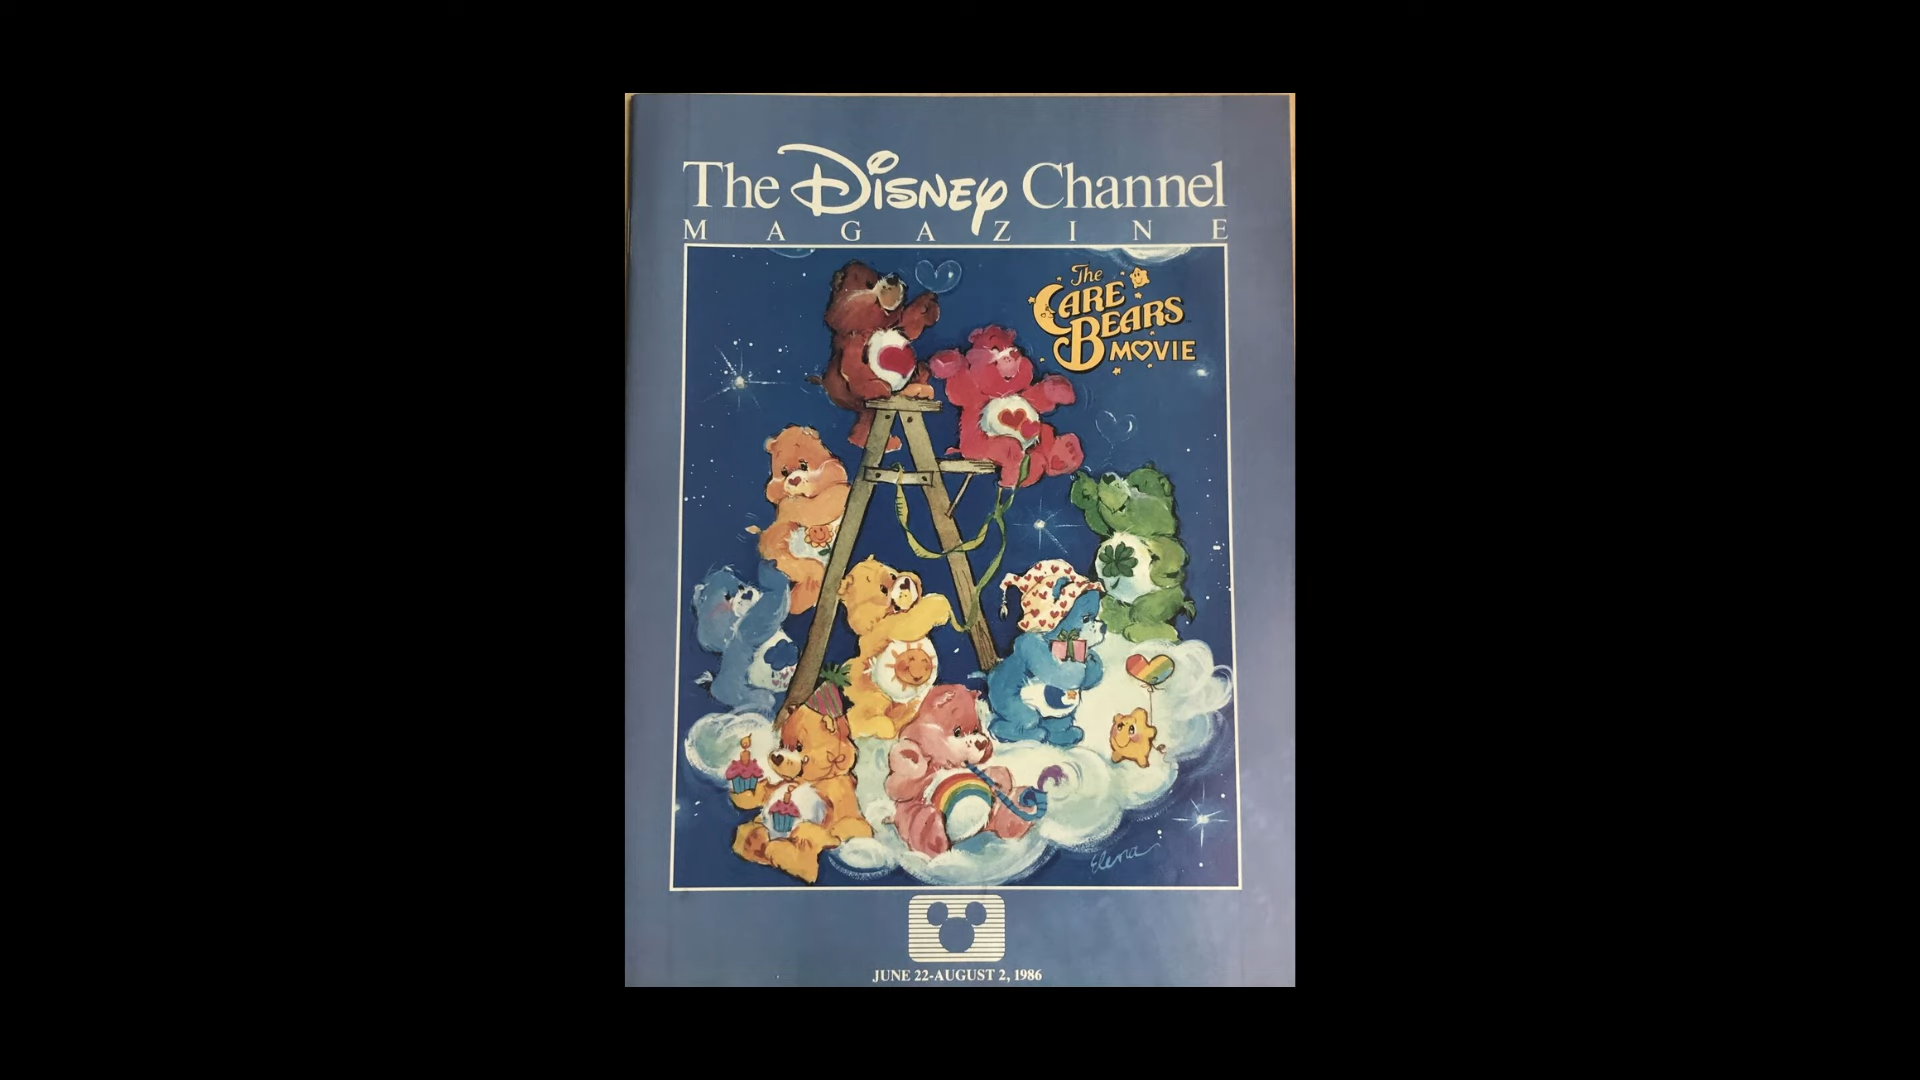 The Disney Channel
MAGAZINE
The
CARE
BEARS
MOVIE
Elena
JUNE 22-AUGUST 2, 1986